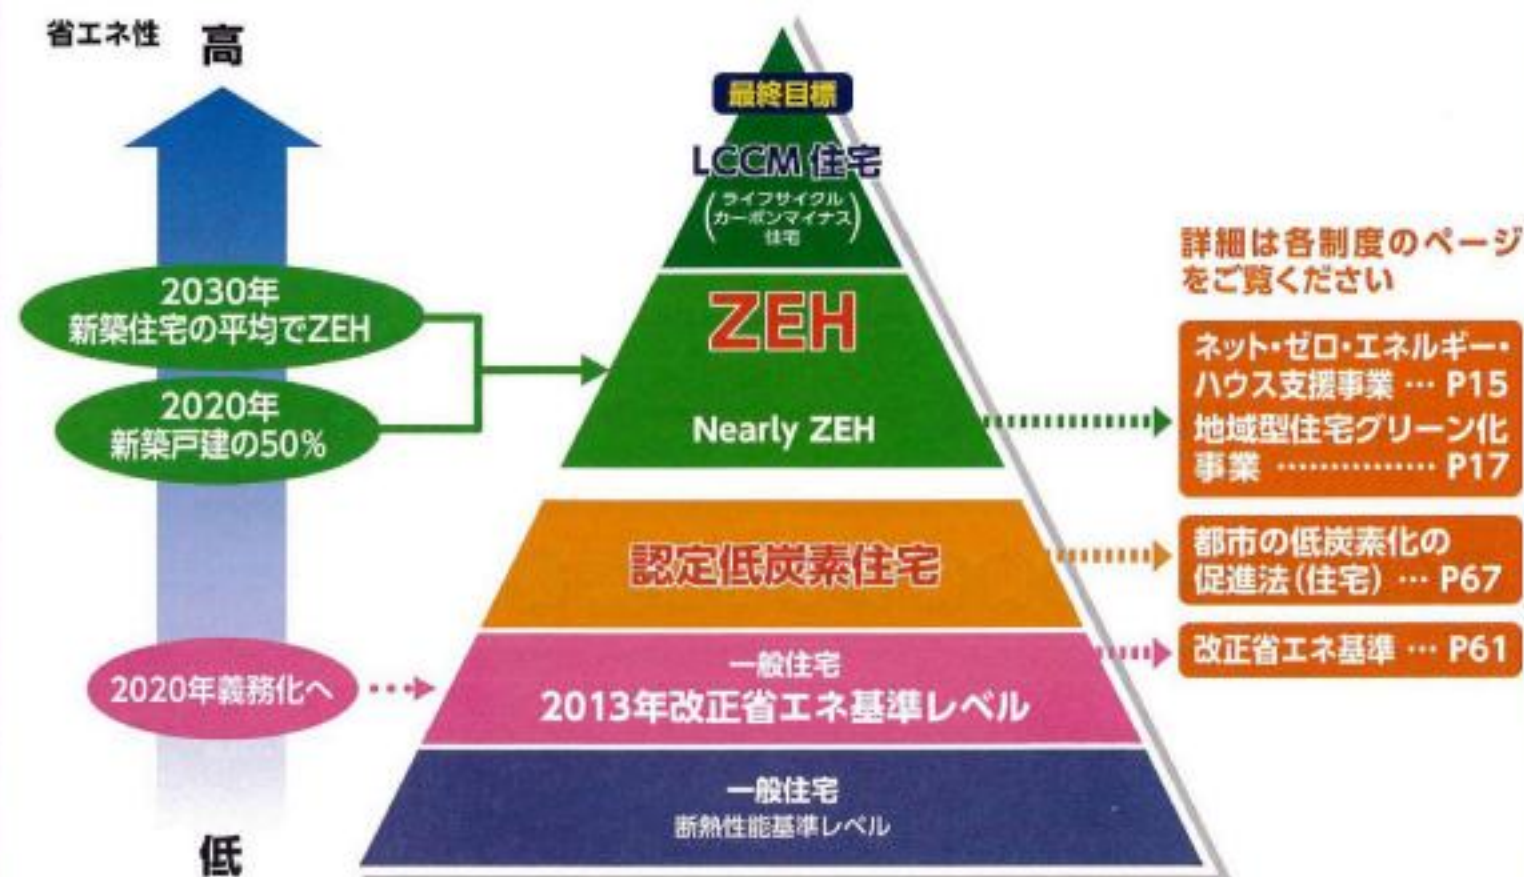 省エネ性 高
最終目標
LCCM 住宅
(ライフサイクル
カーボンマイナス
住宅)
2030年
新築住宅の平均でZEH
2020年
新築戸建の50%
ZEH
Nearly ZEH
詳細は各制度のページ
をご覧ください
ネット・ゼロ・エネルギー・
ハウス支援事業 … P15
地域型住宅グリーン化
事業 …………… P17
認定低炭素住宅
都市の低炭素化の
促進法(住宅) … P67
2020年義務化へ
一般住宅
2013年改正省エネ基準レベル
改正省エネ基準 … P61
一般住宅
断熱性能基準レベル
低